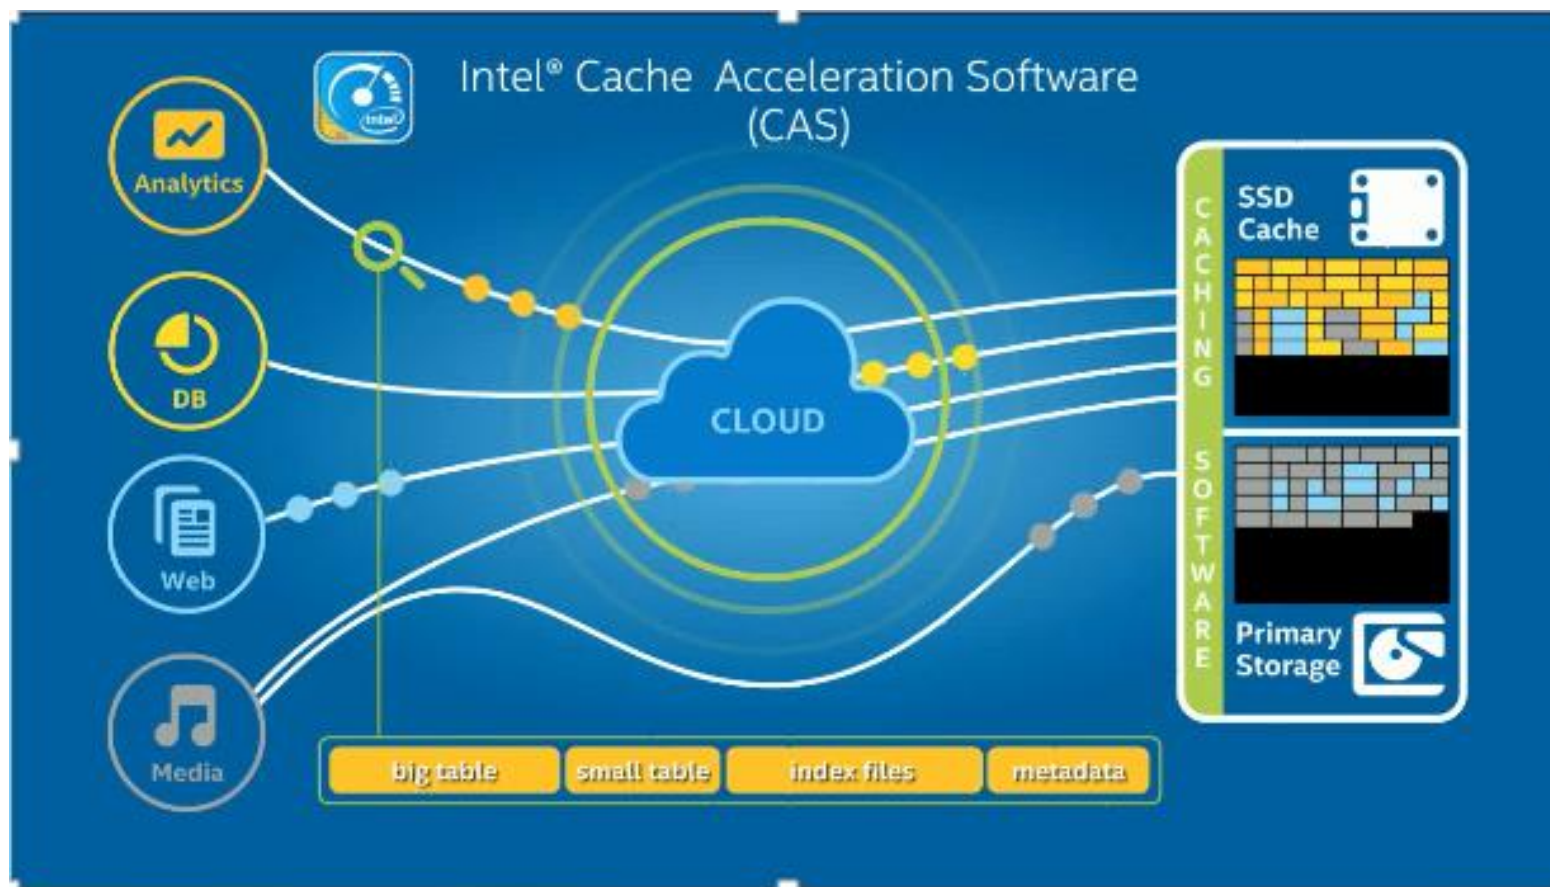 Intel® Cache Acceleration Software
(CAS)
intel
Analytics
DB
Web
Media
CLOUD
CACHING
SOFTWARE
SSD
Cache
Primary
Storage
big table
small table
index files
metadata